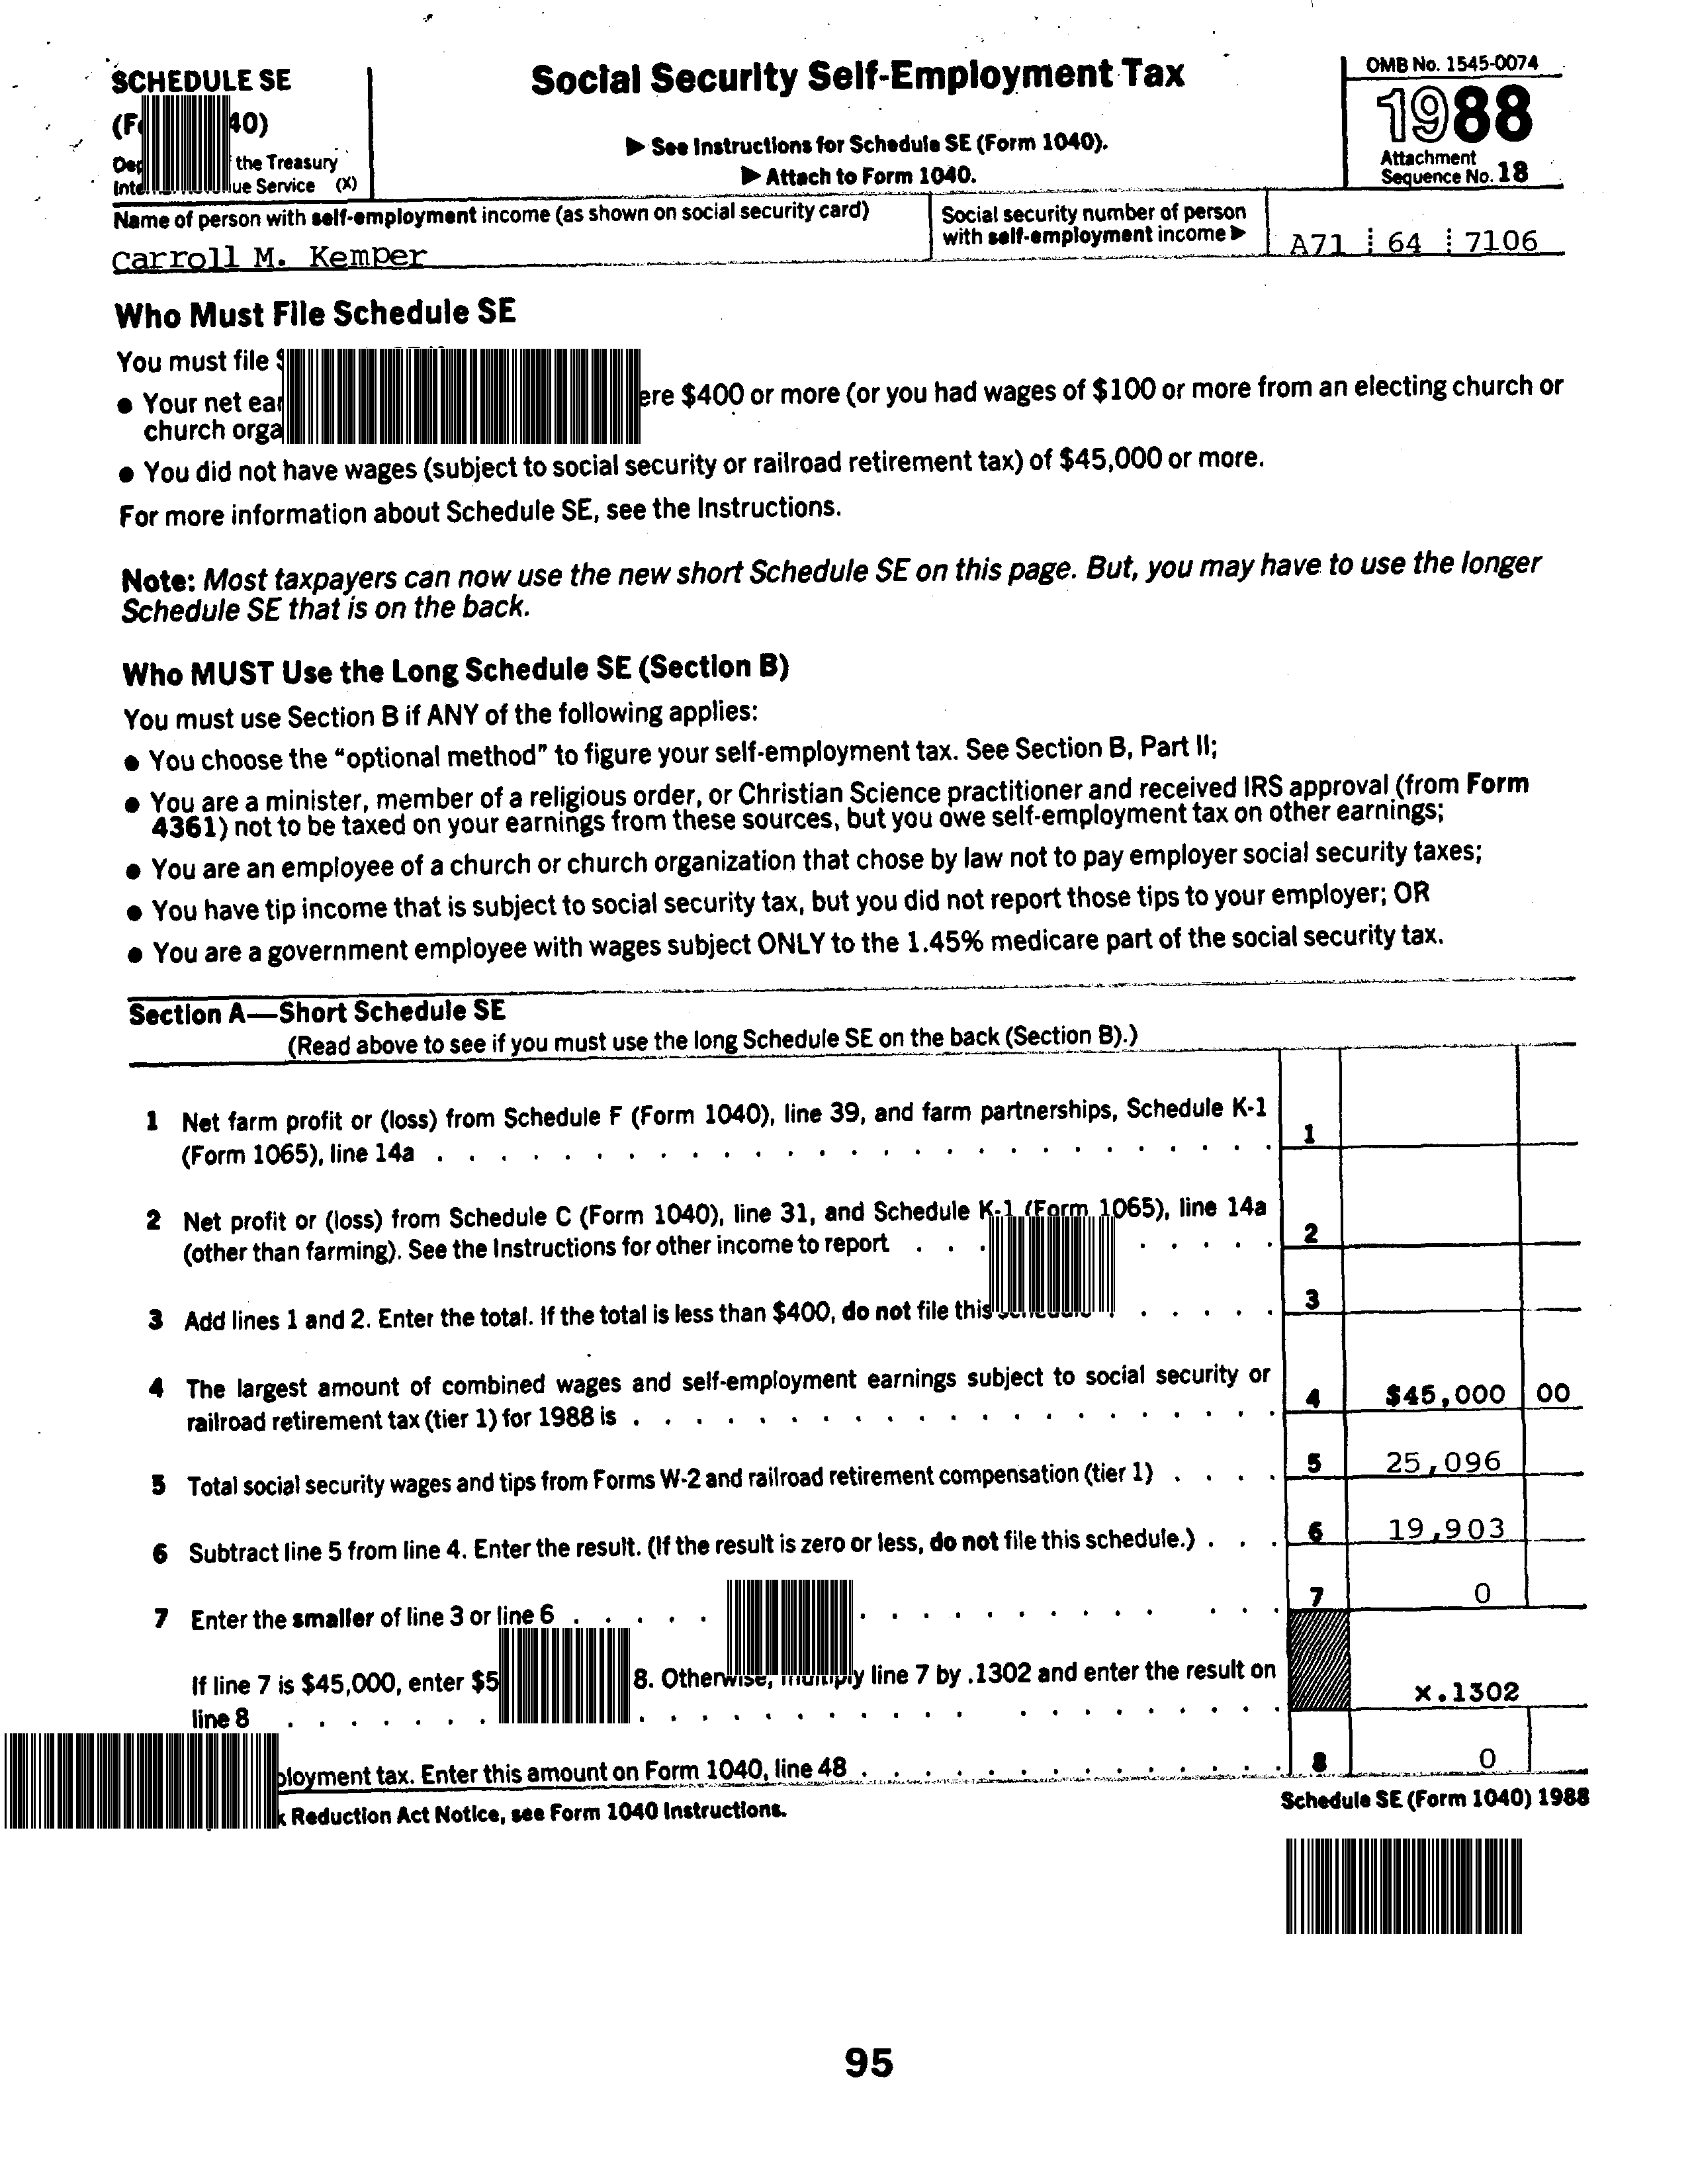 SCHEDULE SE
(F 40)
the Treasury
ue Service (X)
Social Security Self-Employment Tax
▶ See Instructions for Schedule SE (Form 1040).
▶ Attach to Form 1040.
OMB No. 1545-0074
1988
Attachment
Sequence No. 18
Name of person with self-employment income (as shown on social security card)
Carroll M. Kemper
Social security number of person
with self-employment income ▶
A71 64 7106
Who Must File Schedule SE
You must file
● Your net ere $400 or more (or you had wages of $100 or more from an electing church or
church
● You did not have wages (subject to social security or railroad retirement tax) of $45,000 or more.
For more information about Schedule SE, see the Instructions.
Note: Most taxpayers can now use the new short Schedule SE on this page. But, you may have to use the longer
Schedule SE that is on the back.
Who MUST Use the Long Schedule SE (Section B)
You must use Section B if ANY of the following applies:
● You choose the "optional method" to figure your self-employment tax. See Section B, Part II;
● You are a minister, member of a religious order, or Christian Science practitioner and received IRS approval (from Form
4361) not to be taxed on your earnings from these sources, but you owe self-employment tax on other earnings;
● You are an employee of a church or church organization that chose by law not to pay employer social security taxes;
● You have tip income that is subject to social security tax, but you did not report those tips to your employer; OR
● You are a government employee with wages subject ONLY to the 1.45% medicare part of the social security tax.
Section A—Short Schedule SE
(Read above to see if you must use the long Schedule SE on the back (Section B).)
1 Net farm profit or (loss) from Schedule F (Form 1040), line 39, and farm partnerships, Schedule K-1
(Form 1065), line 14a . . . . . . . . . . . . . . . . . . . . . . . . . . . 1
2 Net profit or (loss) from Schedule C (Form 1040), line 31, and Schedule K-1 (Form 1065), line 14a
(other than farming). See the Instructions for other income to report . . . . . . . . 2
3 Add lines 1 and 2. Enter the total. If the total is less than $400, do not file this schedule . . . . . . 3
4 The largest amount of combined wages and self-employment earnings subject to social security or
railroad retirement tax (tier 1) for 1988 is . . . . . . . . . . . . . . . . . . . . . 4 $45,000 00
5 Total social security wages and tips from Forms W-2 and railroad retirement compensation (tier 1) . . . . 5 25,096
6 Subtract line 5 from line 4. Enter the result. (If the result is zero or less, do not file this schedule.) . . . 6 19,903
7 Enter the smaller of line 3 or line 6 . . . . . . . . . . . . . . . . . . 7 0
If line 7 is $45,000, enter $5 8. Otherwise, multiply line 7 by .1302 and enter the result on
line 8 . . . . . . . . . . . . . . . . . . . . . . . . . . x.1302
ployment tax. Enter this amount on Form 1040, line 48 . . . . . . . . . . . . . . 8 0
k Reduction Act Notice, see Form 1040 Instructions.
Schedule SE (Form 1040) 1988
95